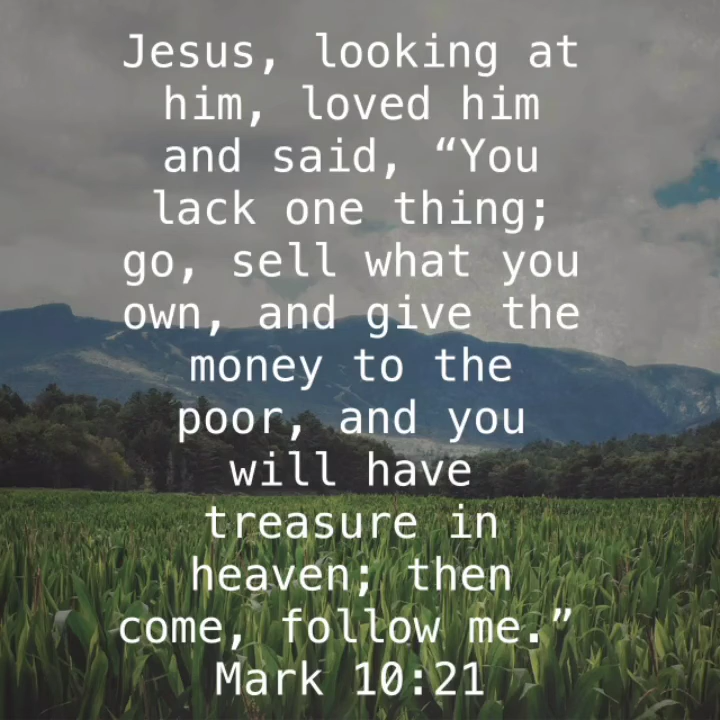 Jesus, looking at
him, loved him
and said, “You
lack one thing;
go, sell what you
own, and give the
money to the
poor, and you
will have
treasure in
heaven; then
come, follow me.”
Mark 10:21